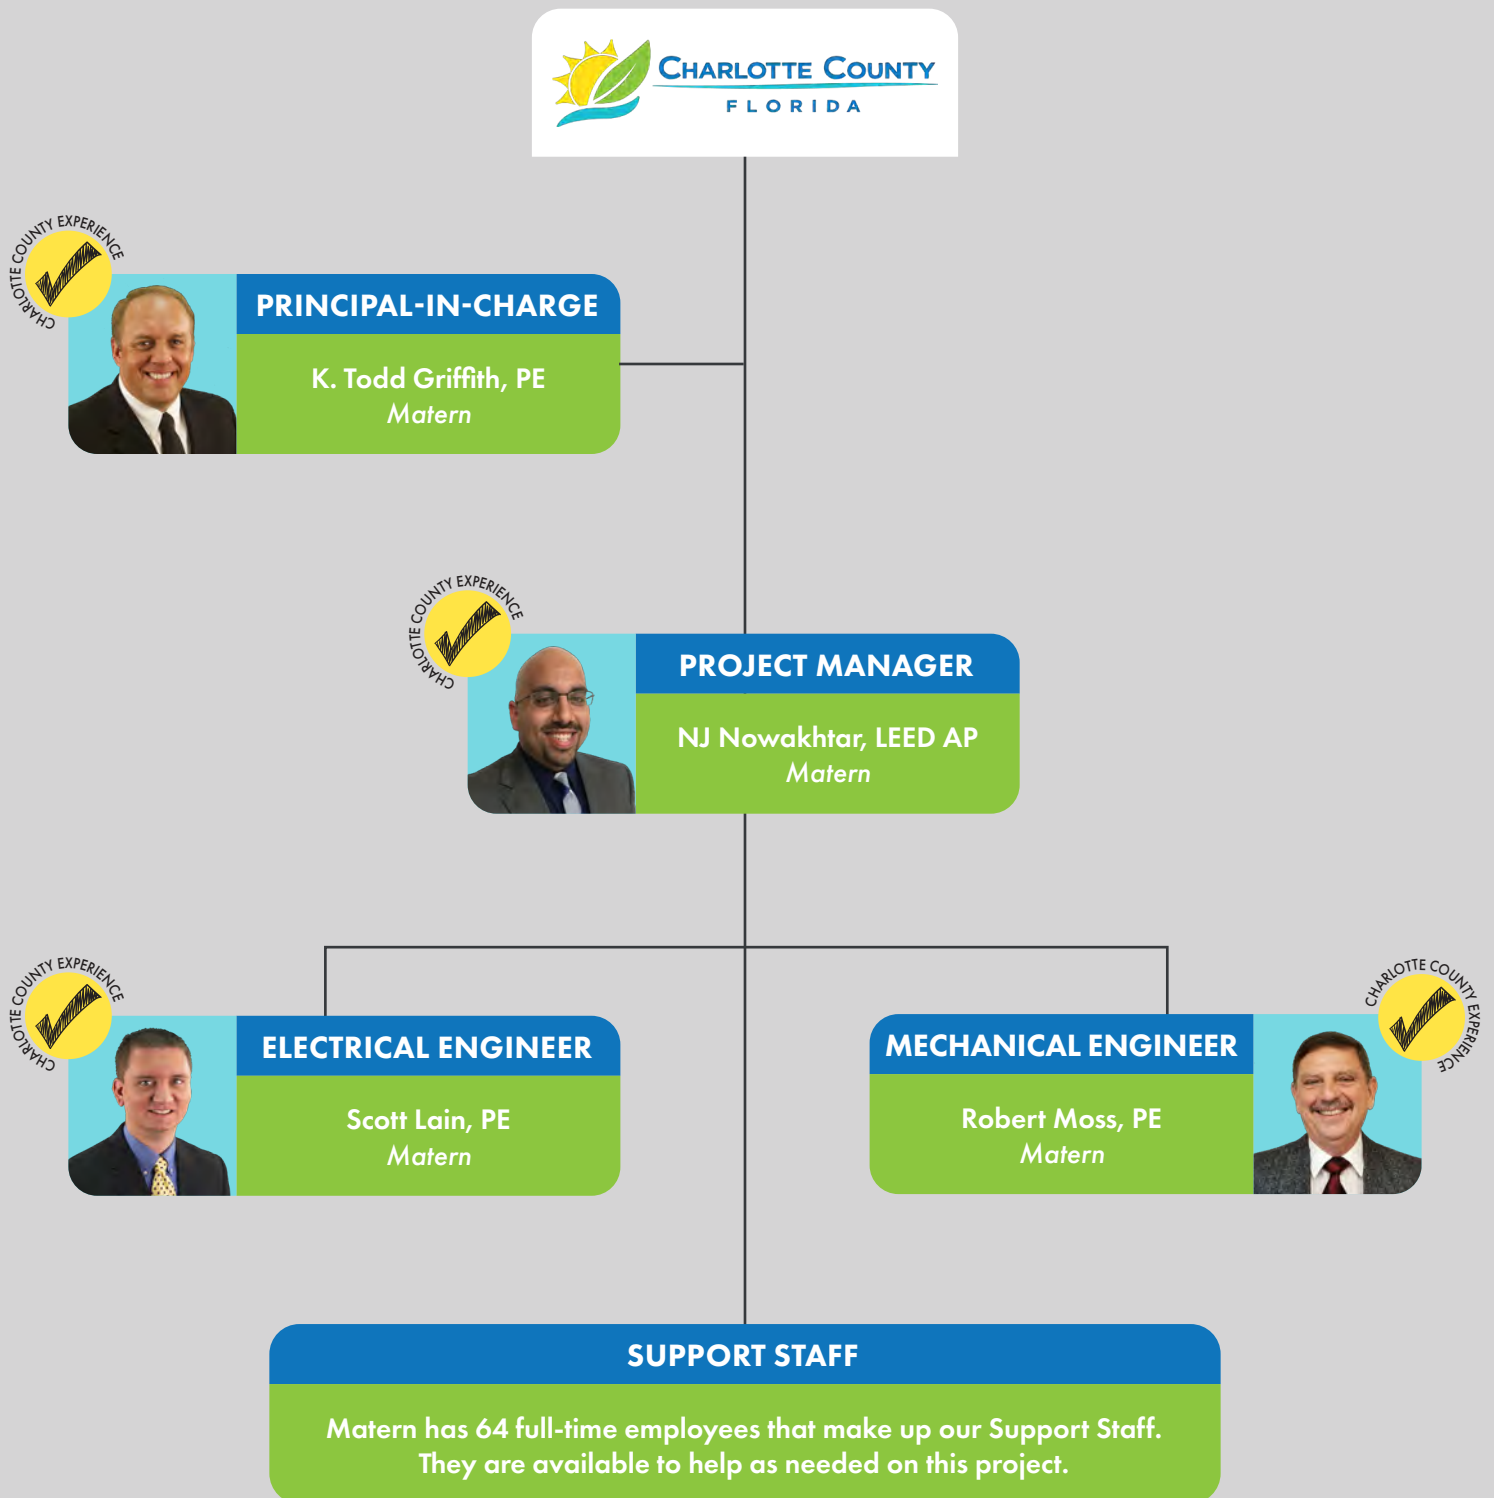 CHARLOTTE COUNTY
FLORIDA
CHARLOTTE COUNTY EXPERIENCE
PRINCIPAL-IN-CHARGE
K. Todd Griffith, PE
Matern
CHARLOTTE COUNTY EXPERIENCE
PROJECT MANAGER
NJ Nowakhtar, LEED AP
Matern
CHARLOTTE COUNTY EXPERIENCE
ELECTRICAL ENGINEER
Scott Lain, PE
Matern
CHARLOTTE COUNTY EXPERIENCE
MECHANICAL ENGINEER
Robert Moss, PE
Matern
SUPPORT STAFF
Matern has 64 full-time employees that make up our Support Staff.
They are available to help as needed on this project.